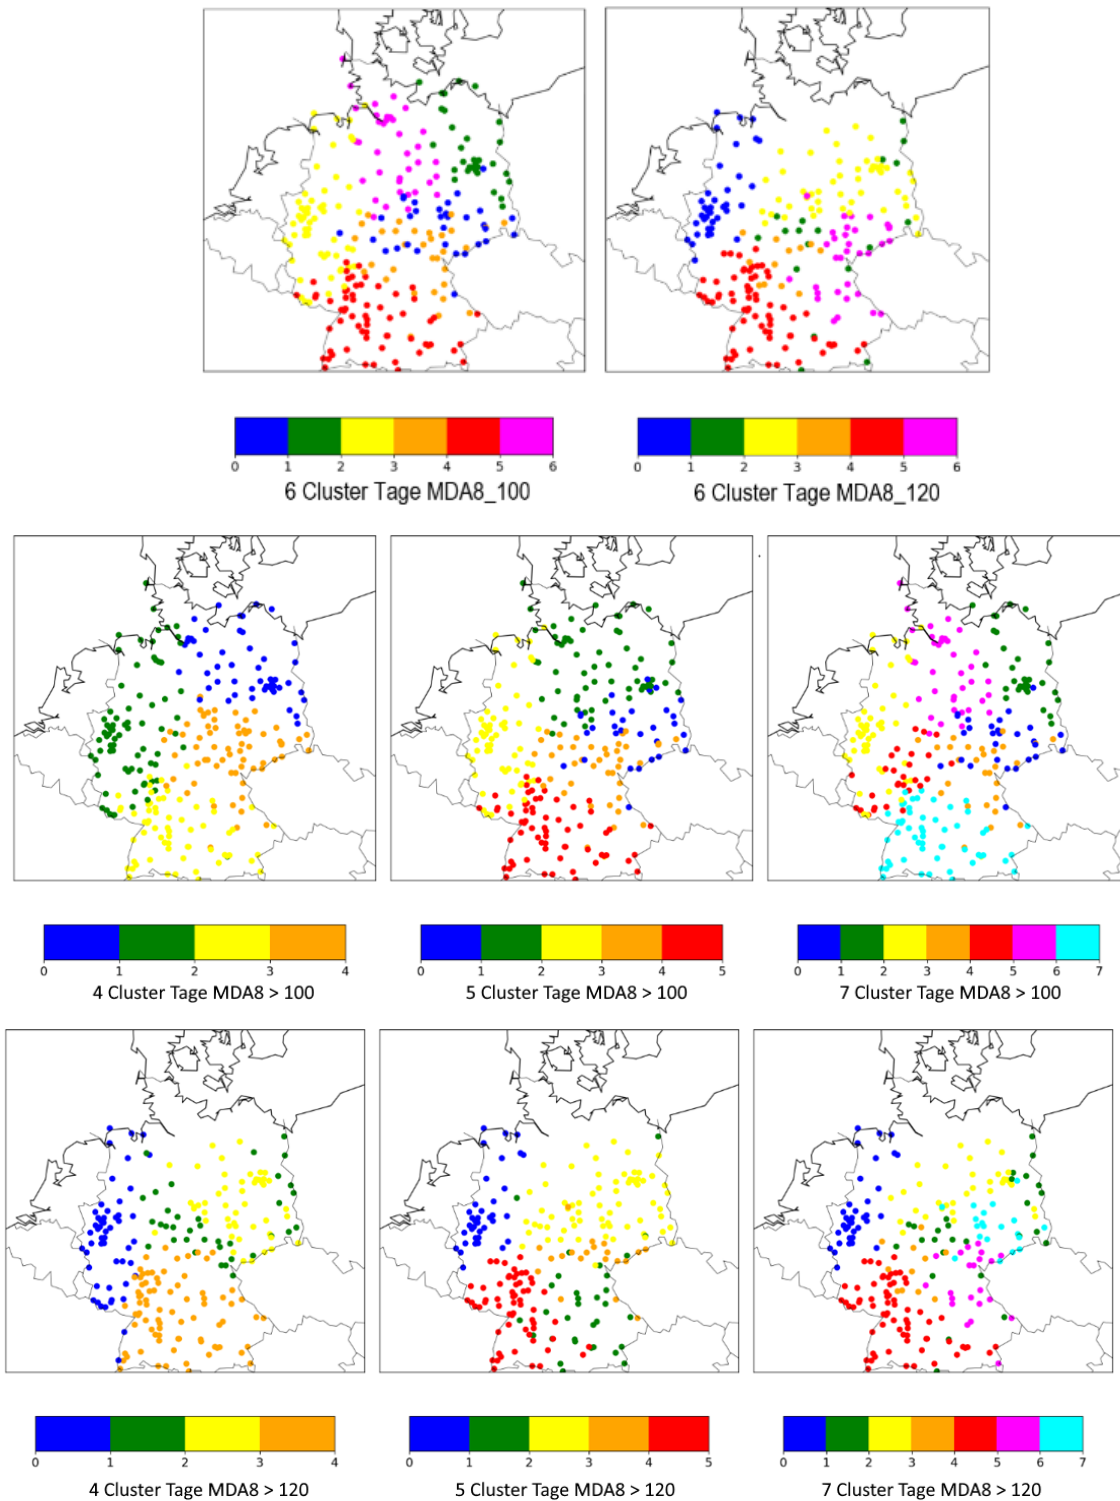 0 1 2 3 4 5 6
0 1 2 3 4 5 6
6 Cluster Tage MDA8_100
6 Cluster Tage MDA8_120
0 1 2 3 4
0 1 2 3 4 5
0 1 2 3 4 5 6 7
4 Cluster Tage MDA8 > 100
5 Cluster Tage MDA8 > 100
7 Cluster Tage MDA8 > 100
0 1 2 3 4
0 1 2 3 4 5
0 1 2 3 4 5 6 7
4 Cluster Tage MDA8 > 120
5 Cluster Tage MDA8 > 120
7 Cluster Tage MDA8 > 120